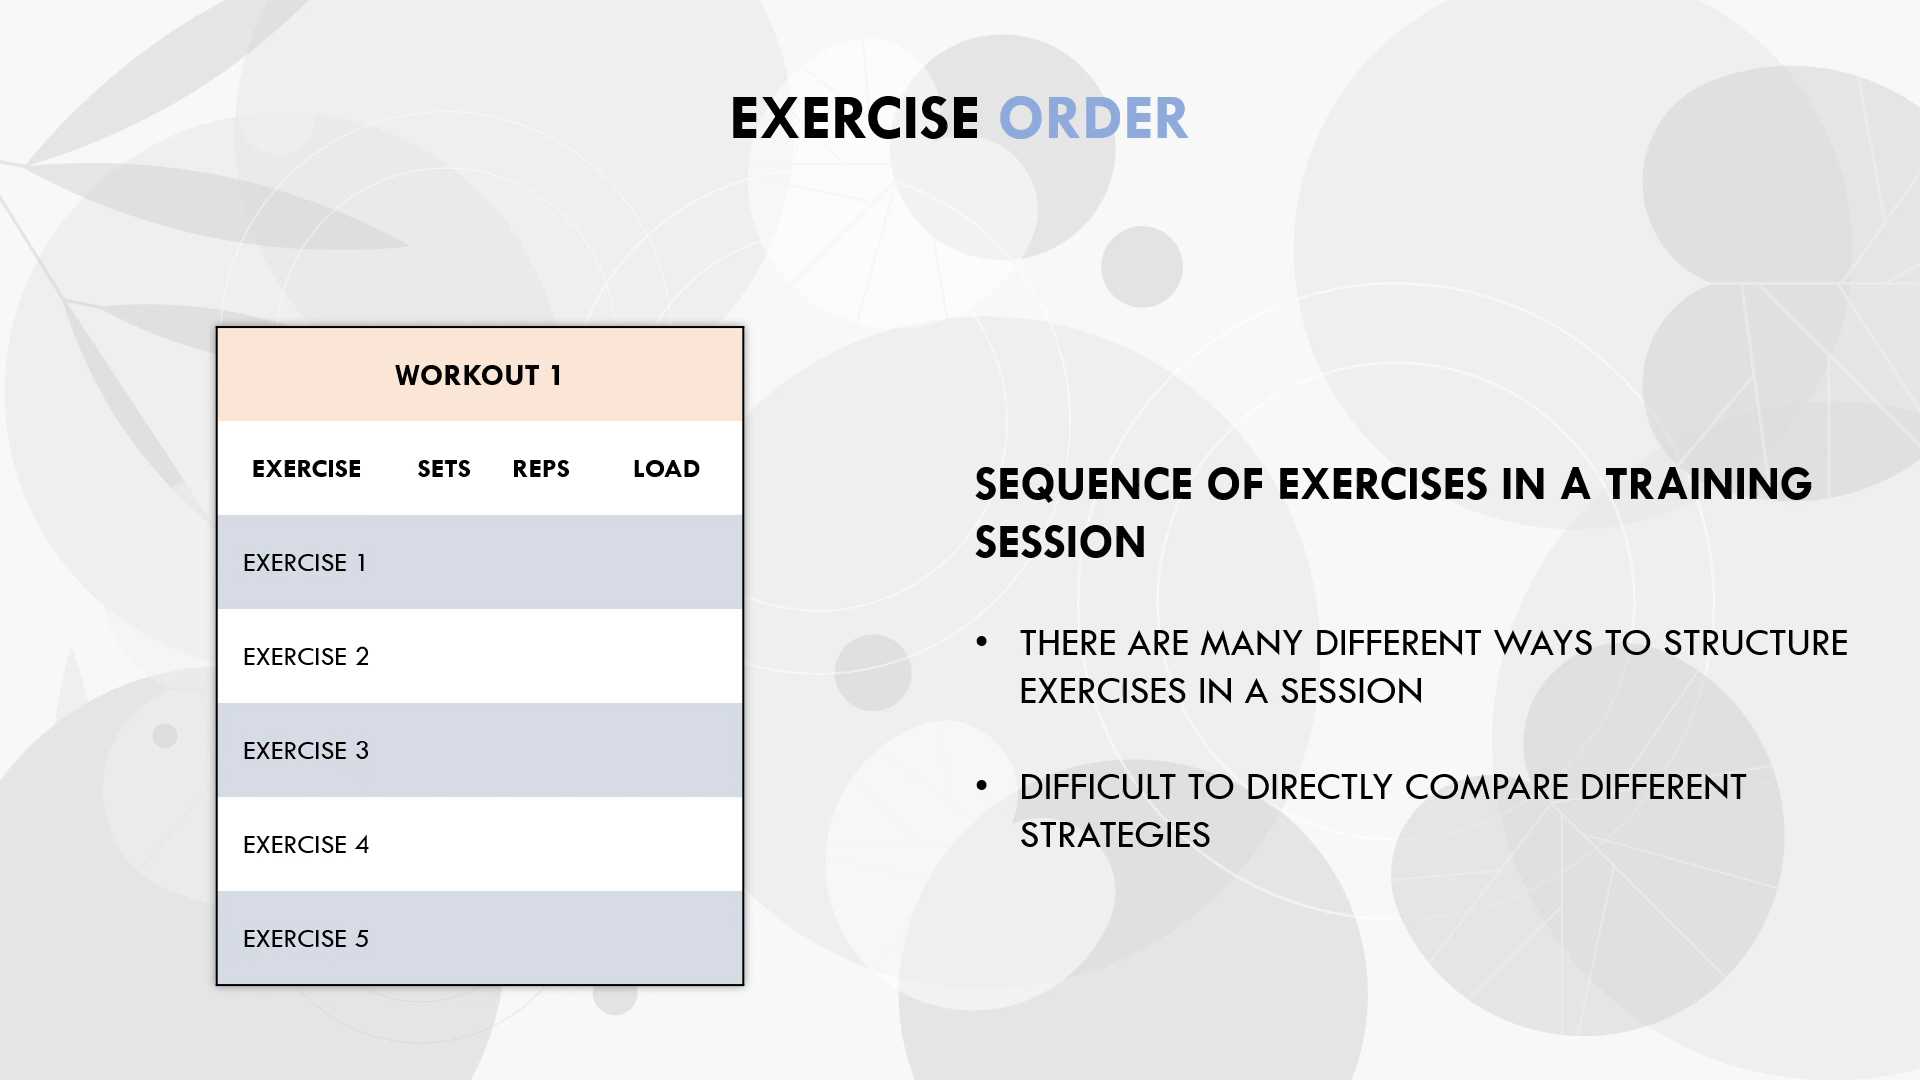 EXERCISE ORDER
WORKOUT 1
EXERCISE SETS REPS LOAD
EXERCISE 1
EXERCISE 2
EXERCISE 3
EXERCISE 4
EXERCISE 5
SEQUENCE OF EXERCISES IN A TRAINING
SESSION
• THERE ARE MANY DIFFERENT WAYS TO STRUCTURE
EXERCISES IN A SESSION
• DIFFICULT TO DIRECTLY COMPARE DIFFERENT
STRATEGIES